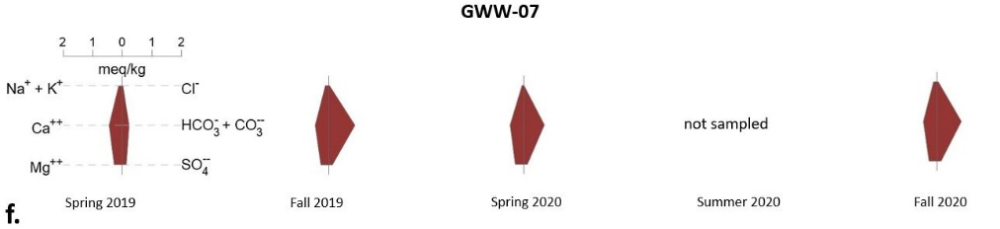 GWW-07
2 1 0 1 2
meq/kg
Na⁺ + K⁺ Cl⁻
Ca⁺⁺ HCO₃⁻ + CO₃⁻⁻
not sampled
Mg⁺⁺ SO₄⁻⁻
Spring 2019 Fall 2019 Spring 2020 Summer 2020 Fall 2020
f.